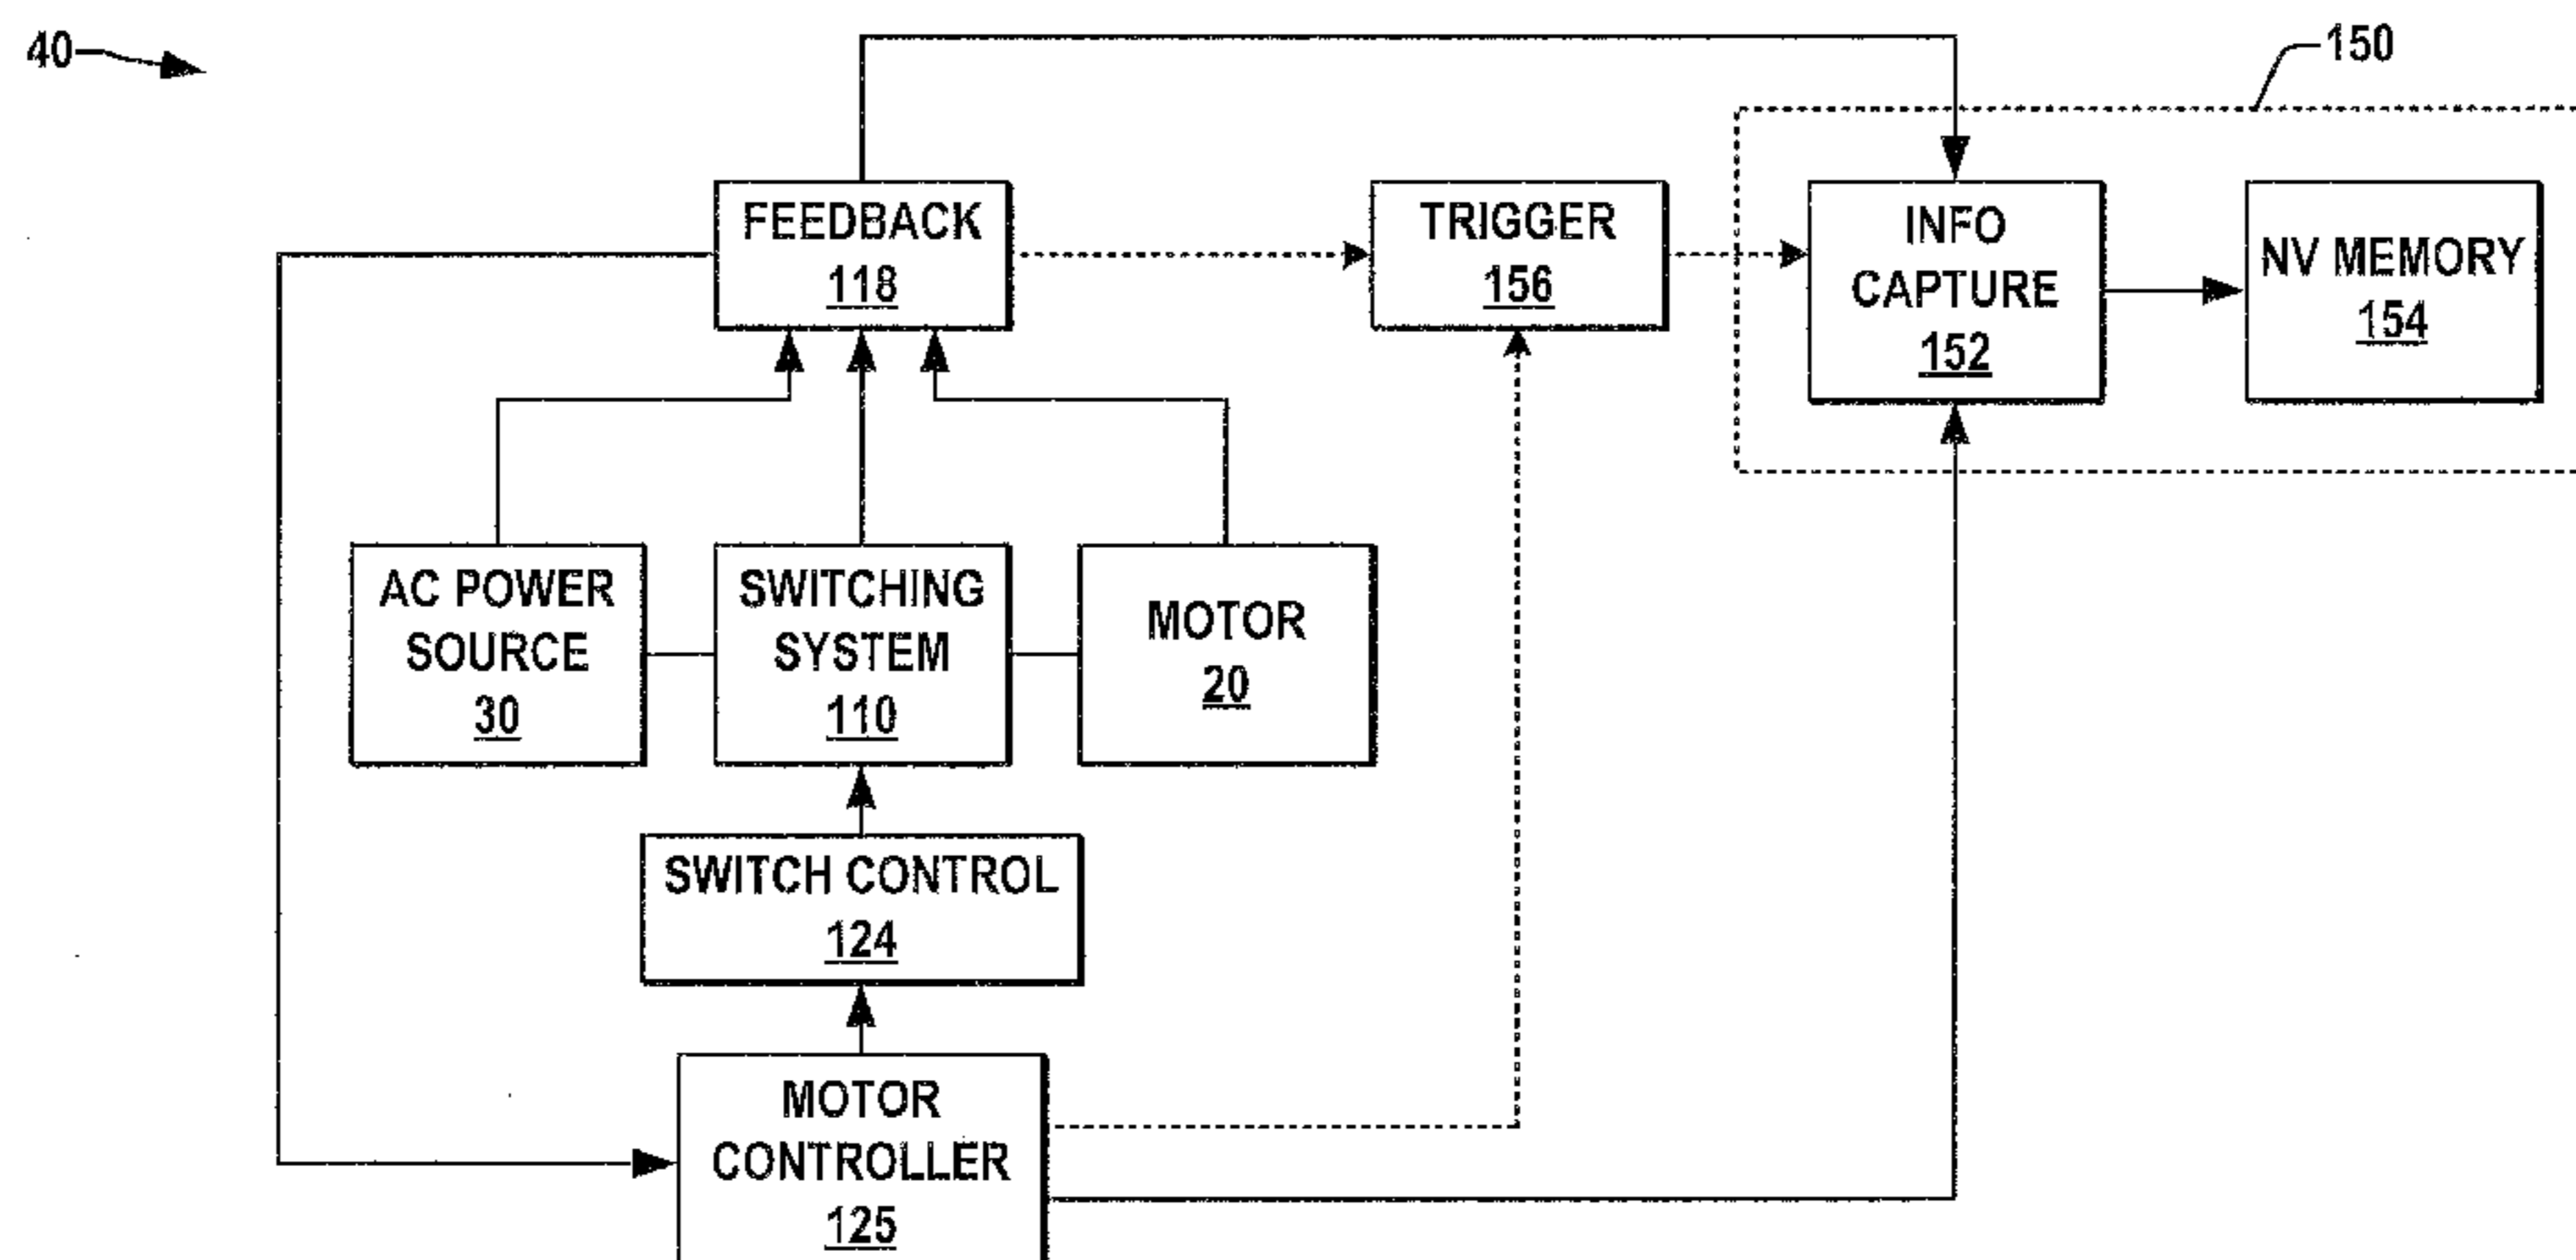 40
150
FEEDBACK
118
TRIGGER
156
INFO
CAPTURE
152
NV MEMORY
154
AC POWER
SOURCE
30
SWITCHING
SYSTEM
110
MOTOR
20
SWITCH CONTROL
124
MOTOR
CONTROLLER
125